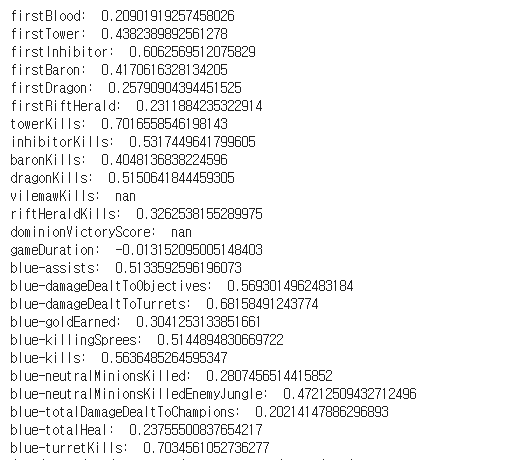 firstBlood:  0.20901919257458026
firstTower:  0.4382389892561278
firstInhibitor:  0.6062569512075829
firstBaron:  0.4170616328134205
firstDragon:  0.25790904394451525
firstRiftHerald:  0.2311884235322914
towerKills:  0.7016558546198143
inhibitorKills:  0.5317449641799605
baronKills:  0.4048136838224596
dragonKills:  0.5150641844459305
vilemawKills:  nan
riftHeraldKills:  0.3262538155289975
dominionVictoryScore:  nan
gameDuration:  -0.013152095005148403
blue-assists:  0.5133592596196073
blue-damageDealtToObjectives:  0.5693014962483184
blue-damageDealtToTurrets:  0.68158491243774
blue-goldEarned:  0.3041253133851661
blue-killingSprees:  0.5144894830669722
blue-kills:  0.5636485264595347
blue-neutralMinionsKilled:  0.2807456514415852
blue-neutralMinionsKilledEnemyJungle:  0.47212509432712496
blue-totalDamageDealtToChampions:  0.20214147886296893
blue-totalHeal:  0.23755500837654217
blue-turretKills:  0.7034561052736277